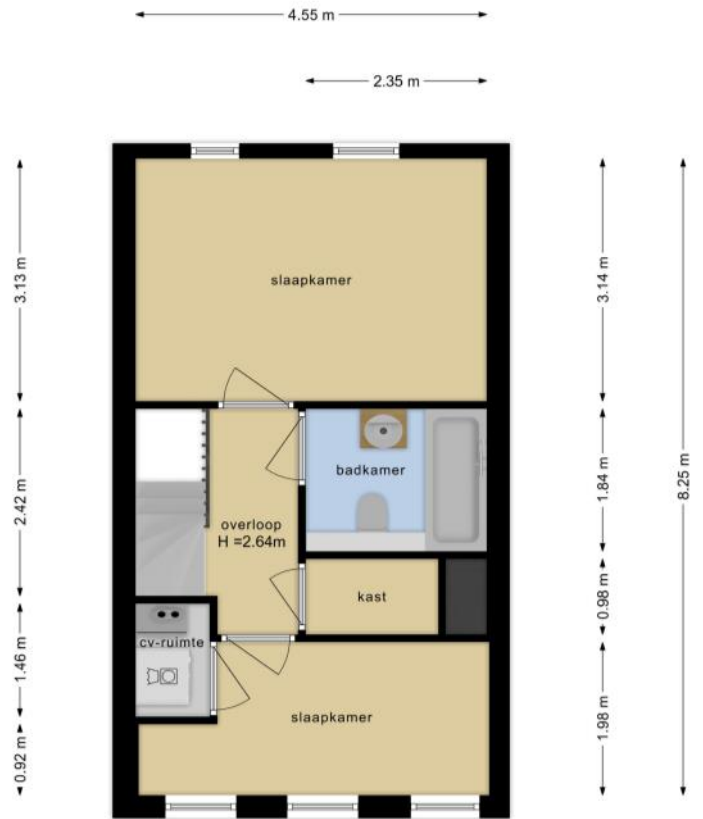 4.55 m
2.35 m
3.13 m
3.14 m
slaapkamer
8.25 m
2.42 m
1.84 m
badkamer
overloop
H =2.64m
kast
0.98 m
cv-ruimte
1.46 m
slaapkamer
1.98 m
0.92 m